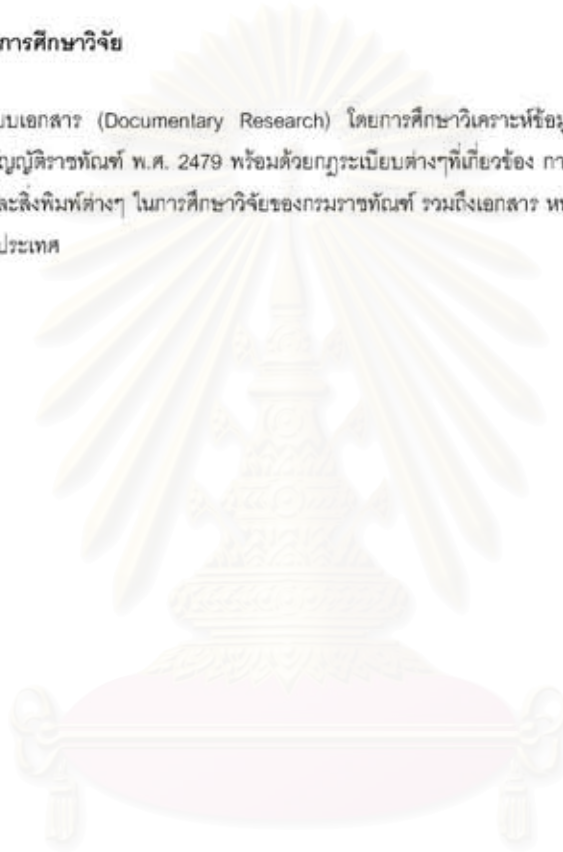 การศึกษาวิจัย
บบเอกสาร (Documentary Research) โดยการศึกษาวิเคราะห์ข้อมู
ัญญัติราชทัณฑ์ พ.ศ. 2479 พร้อมด้วยกฎระเบียบต่างๆที่เกี่ยวข้อง กา
ละสิ่งพิมพ์ต่างๆ ในการศึกษาวิจัยของกรมราชทัณฑ์ รวมถึงเอกสาร หน
ประเทศ